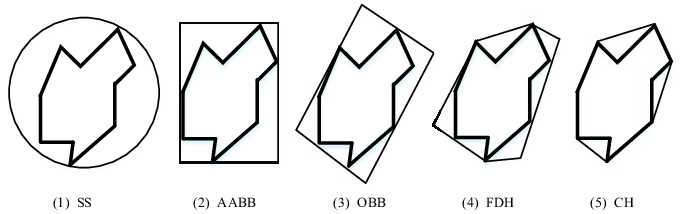 (1) SS (2) AABB (3) OBB (4) FDH (5) CH